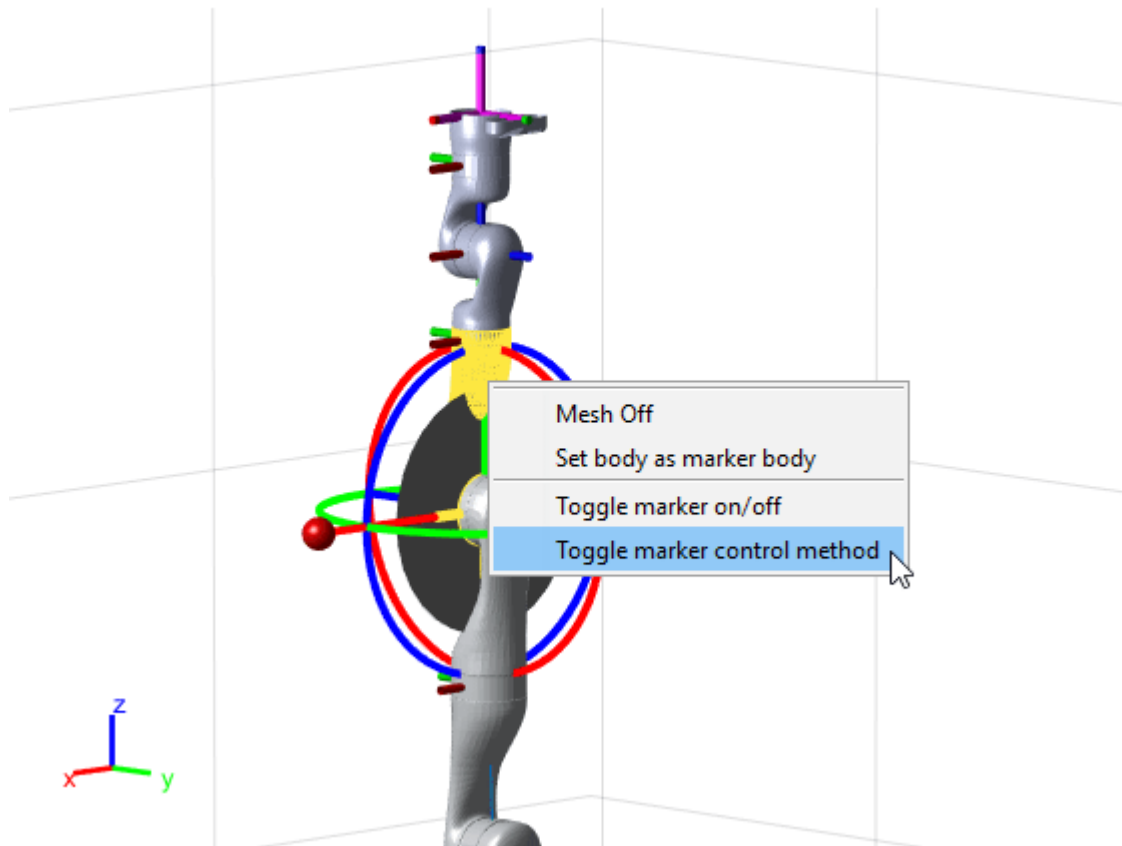 Mesh Off
Set body as marker body
Toggle marker on/off
Toggle marker control method
z
x
y